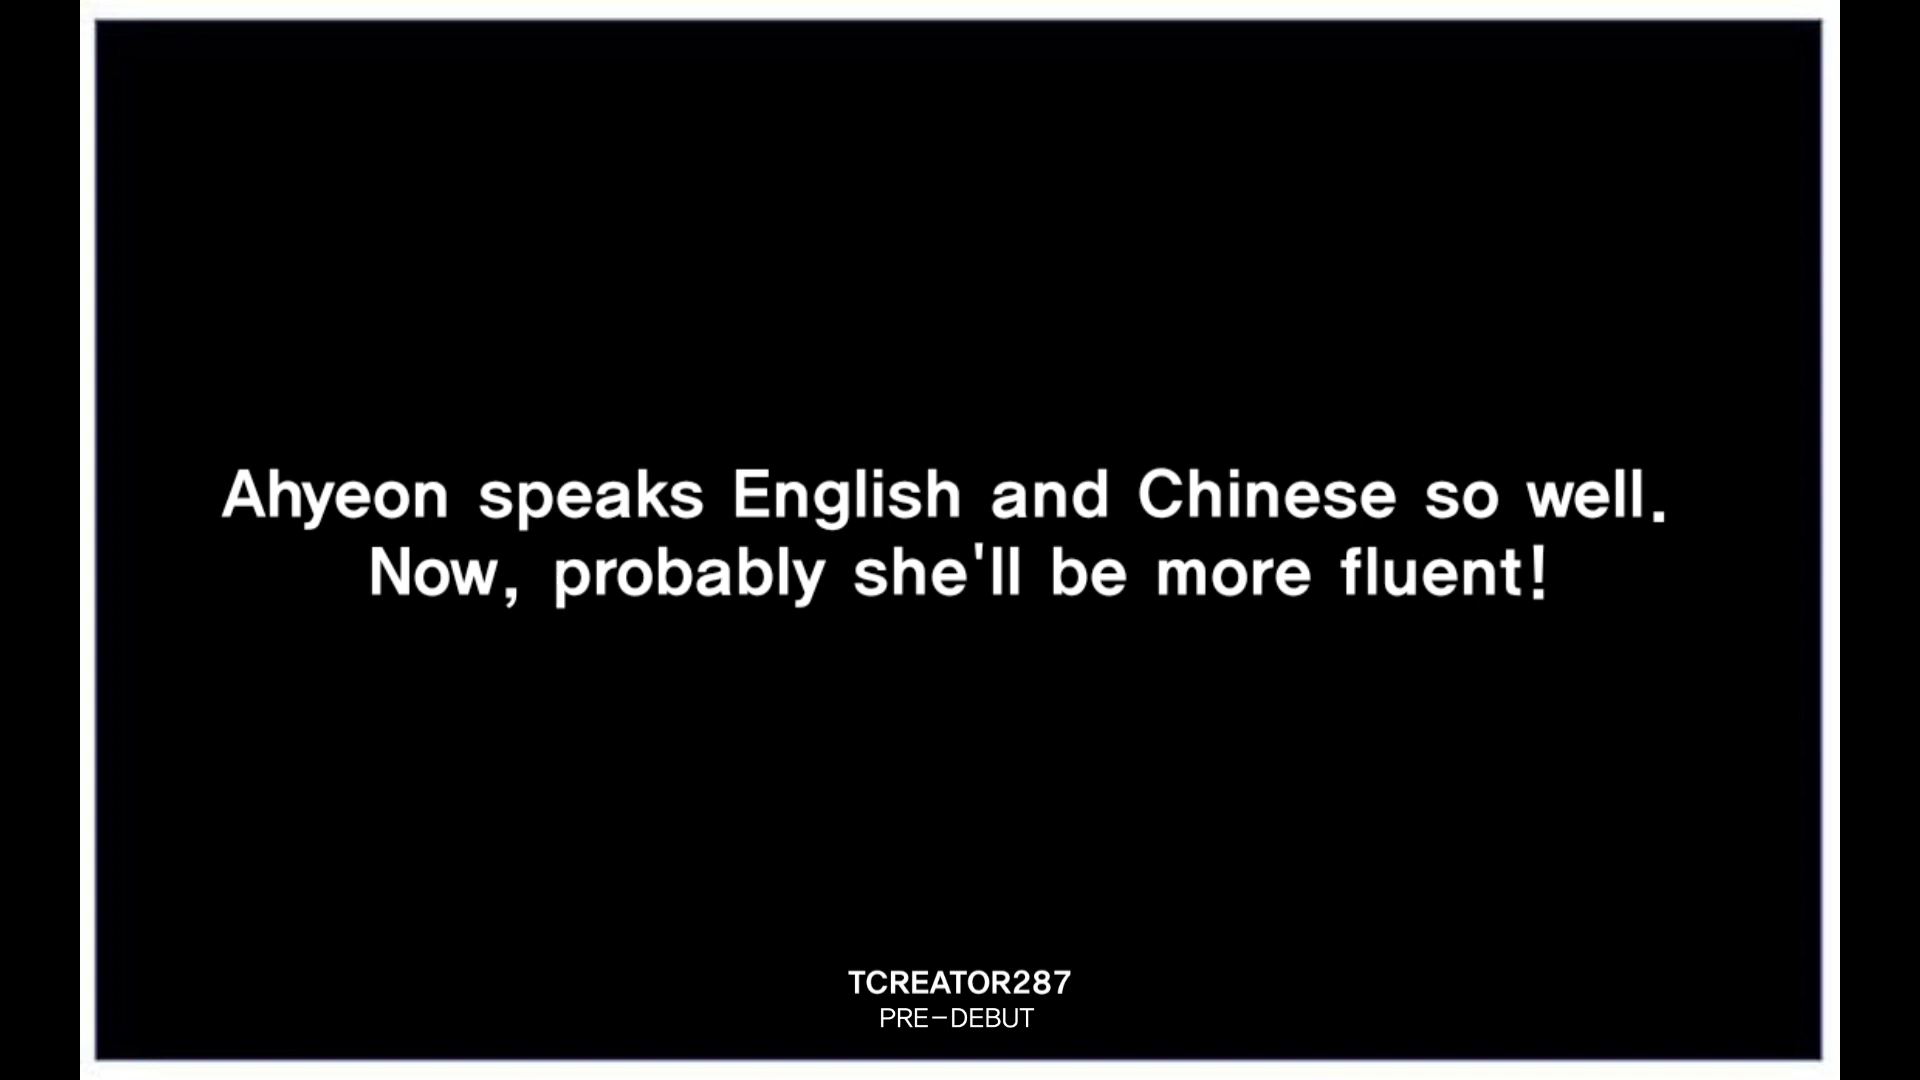 Ahyeon speaks English and Chinese so well.
Now, probably she'll be more fluent!
TCREATOR287
PRE-DEBUT